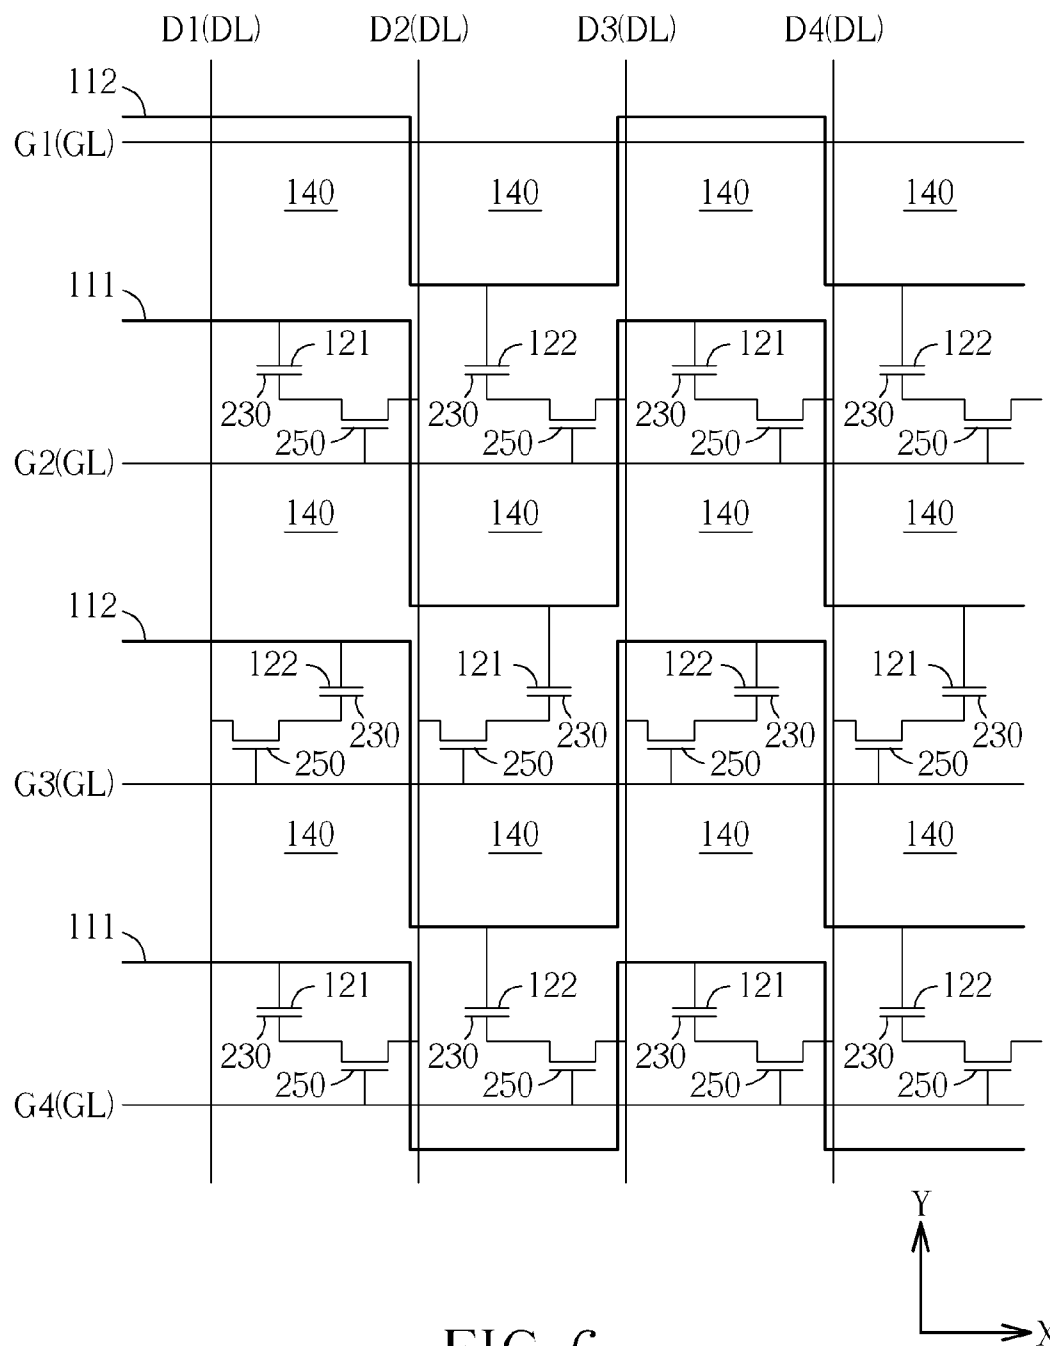 D1(DL) D2(DL) D3(DL) D4(DL)
112
G1(GL)
140 140 140 140
111
121 122 121 122
230 230 230 230
250 250 250 250
G2(GL)
140 140 140 140
112
122 121 122 121
230 230 230 230
250 250 250 250
G3(GL)
140 140 140 140
111
121 122 121 122
230 230 230 230
250 250 250 250
G4(GL)
Y
X
FIG. 6